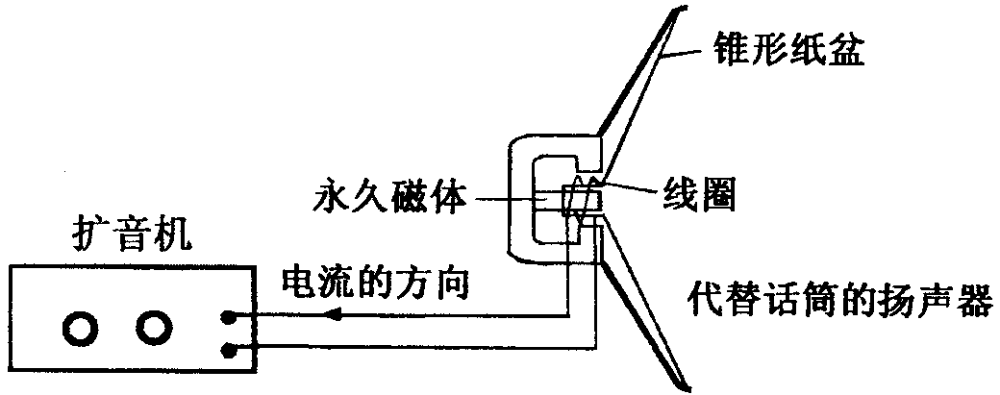 锥形纸盆
永久磁体
线圈
扩音机
电流的方向
代替话筒的扬声器